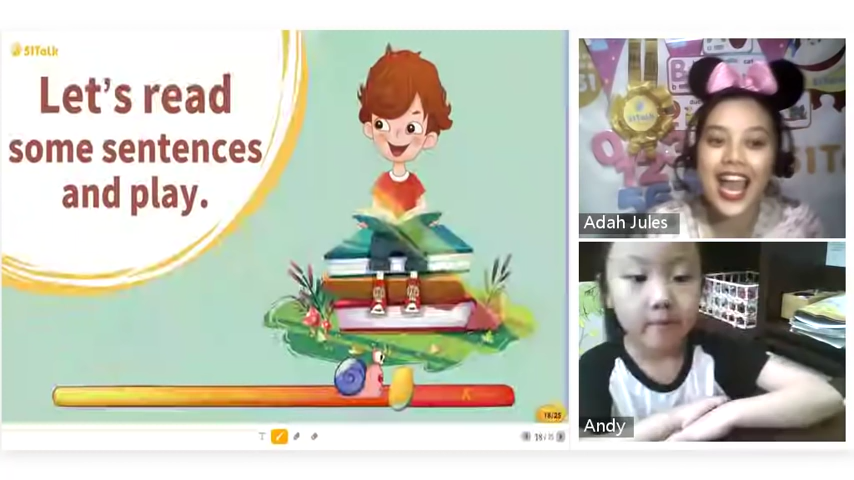 51Talk
Let's read
some sentences
and play.
K
18/25
T
Adah Jules
Andy